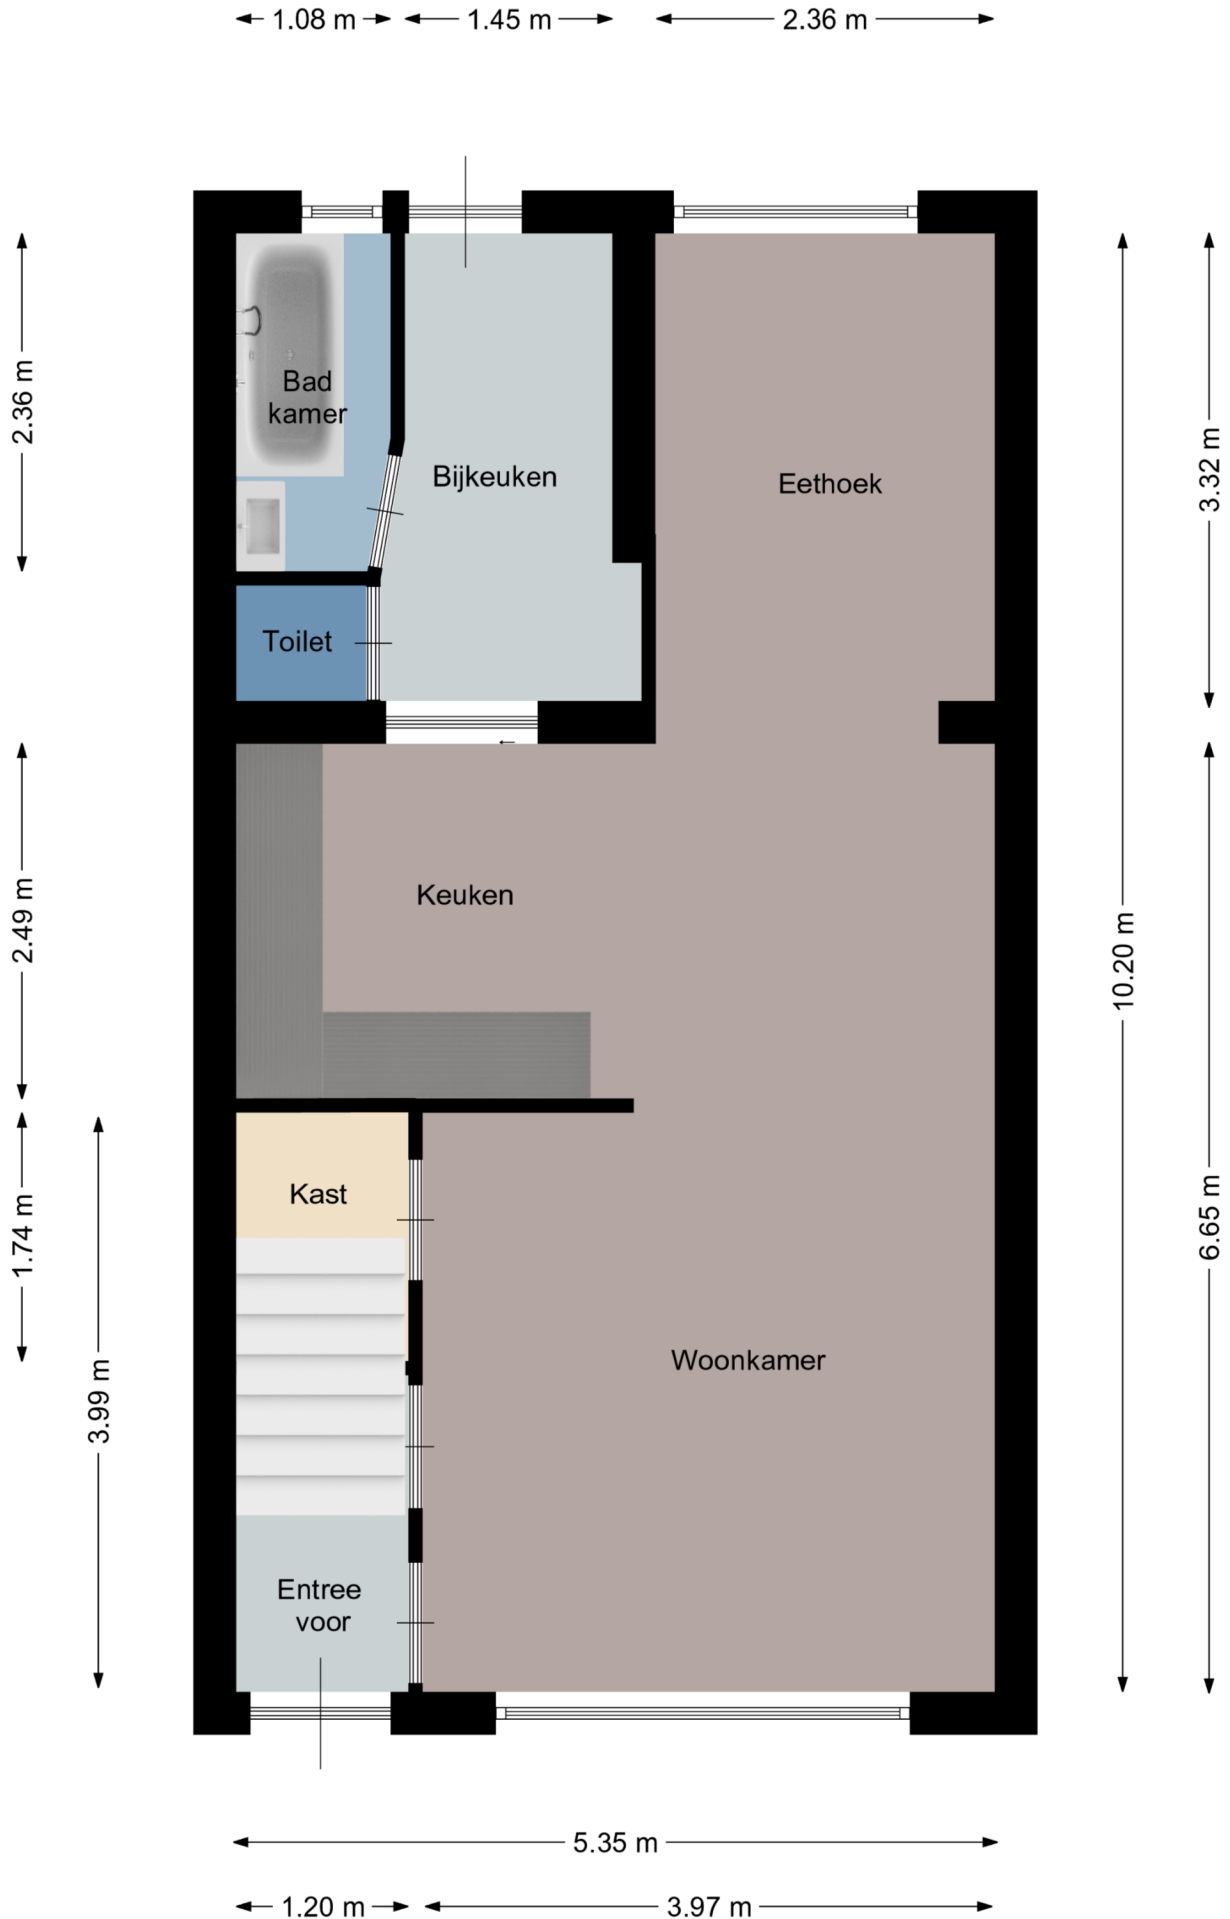 1.08 m
1.45 m
2.36 m
2.36 m
Bad
kamer
Bijkeuken
Eethoek
3.32 m
Toilet
2.49 m
Keuken
10.20 m
1.74 m
Kast
6.65 m
3.99 m
Woonkamer
Entree
voor
5.35 m
1.20 m
3.97 m